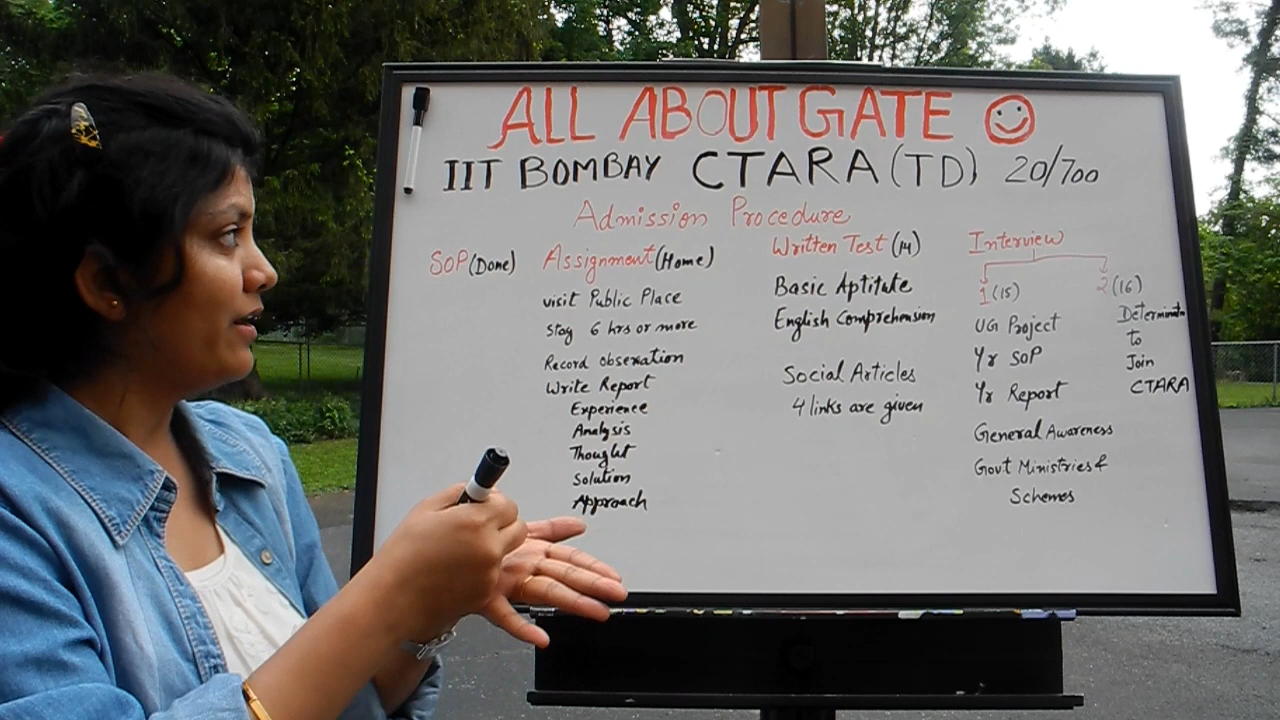 ALL ABOUT GATE
IIT BOMBAY CTARA (TD) 20/700
Admission Procedure
SOP (Done)
Assignment (Home)
visit Public Place
stay 6 hrs or more
Record obseration
Write Report
Experience
Analysis
Thought
Solution
Approach
Written Test (14)
Basic Aptitute
English Comprehension
Social Articles
4 links are given
Interview
1 (15)
UG Project
Yr SOP
Yr Report
General Awareness
Govt Ministries &
Schemes
2 (16)
Determinatn
to
Join
CTARA